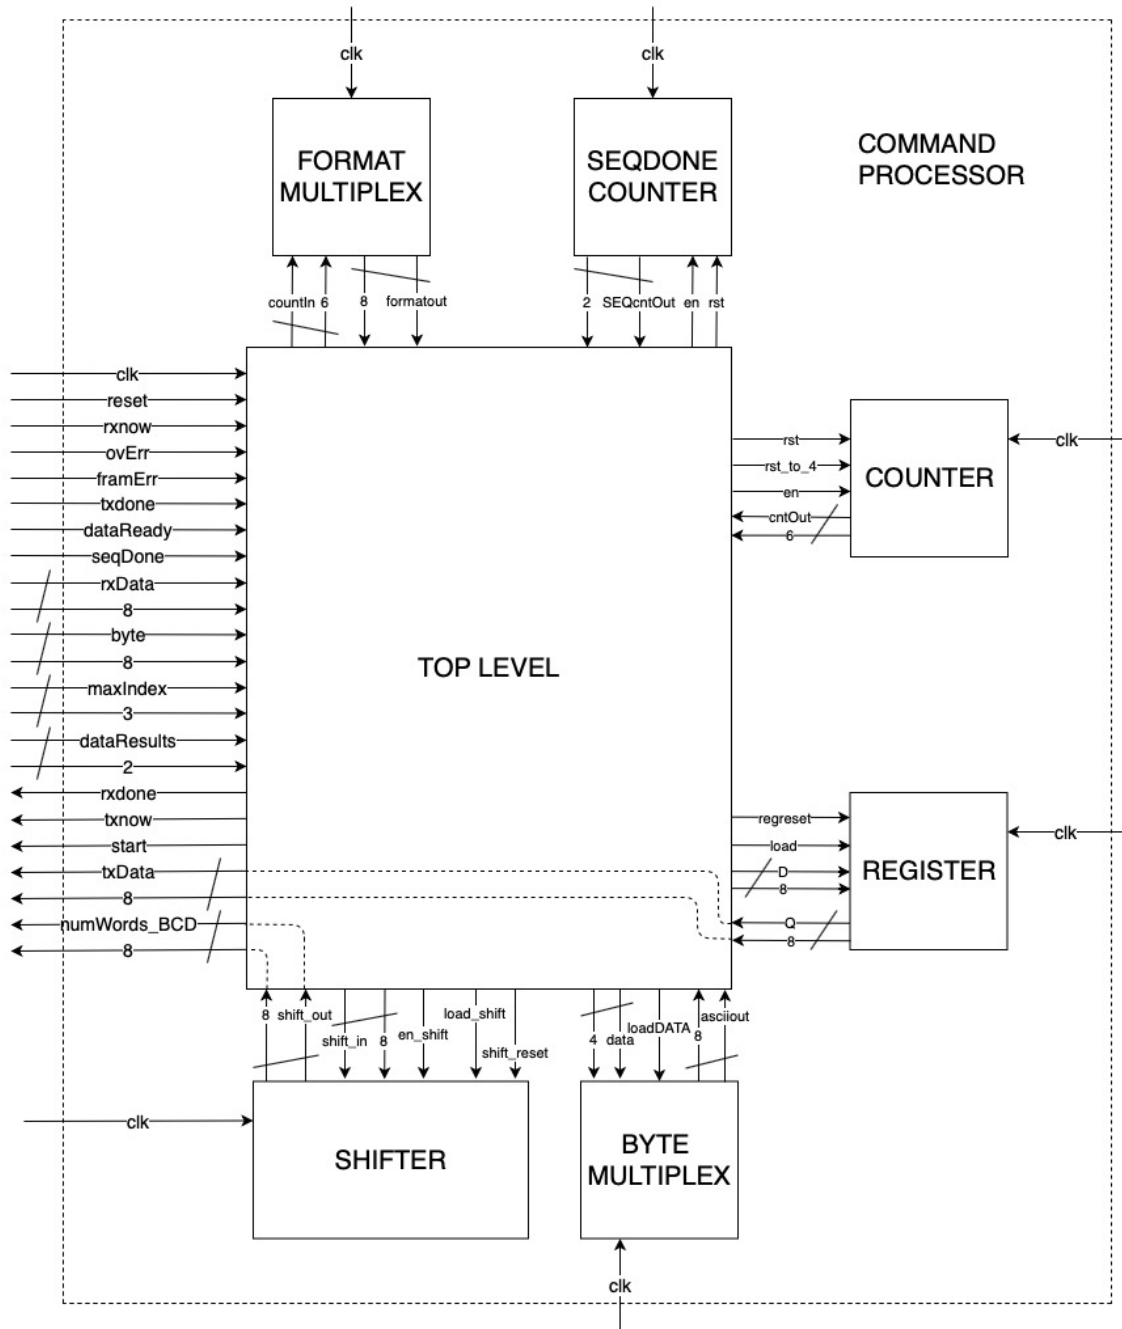 clk
clk
FORMAT
MULTIPLEX
SEQDONE
COUNTER
COMMAND
PROCESSOR
countIn 6 8 formatout
2 SEQcntOut en rst
clk
reset
rxnow
ovErr
framErr
txdone
dataReady
seqDone
rxData
8
byte
8
maxIndex
3
dataResults
2
rxdone
txnow
start
txData
8
numWords_BCD
8
TOP LEVEL
rst
rst_to_4
en
cntOut
6
COUNTER
clk
regreset
load
D
8
Q
8
REGISTER
clk
8 shift_out shift_in 8 en_shift load_shift shift_reset
4 data loadDATA 8 asciiout
clk
SHIFTER
BYTE
MULTIPLEX
clk